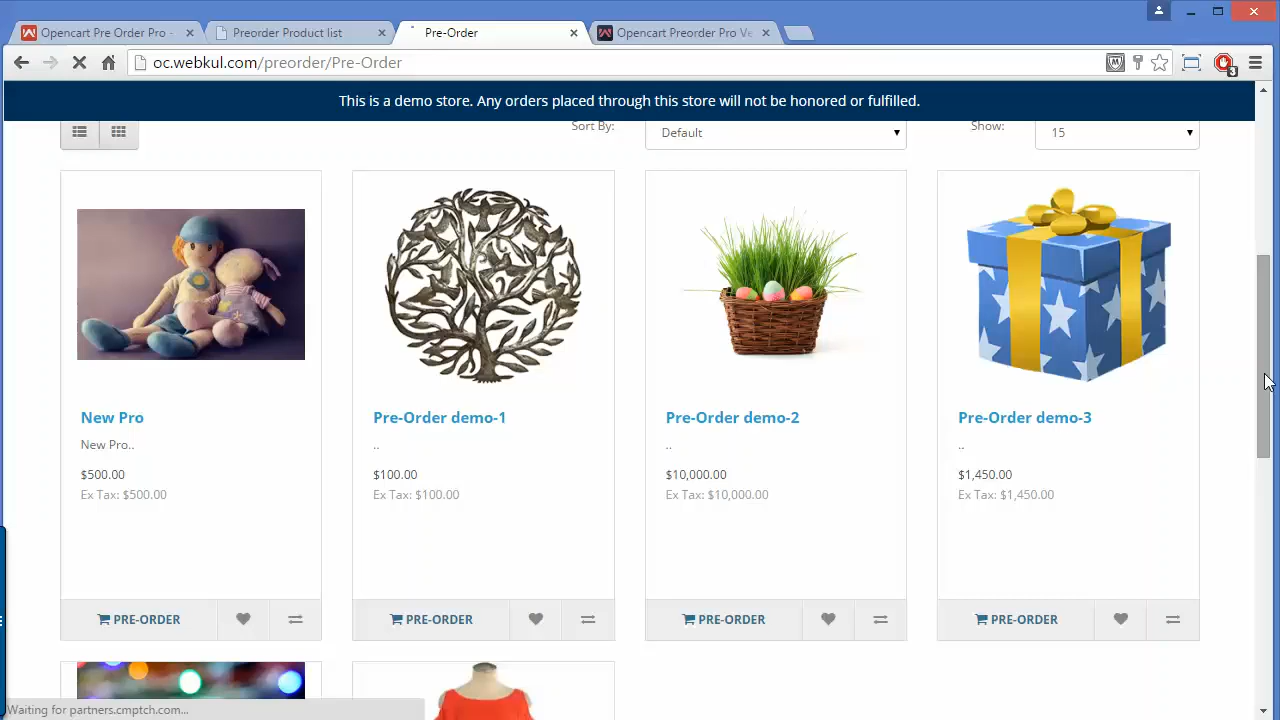 Opencart Pre Order Pro -
Preorder Product list
Pre-Order
Opencart Preorder Pro Ve
oc.webkul.com/preorder/Pre-Order
3
This is a demo store. Any orders placed through this store will not be honored or fulfilled.
Sort By:
Default
Show:
15
New Pro
Pre-Order demo-1
Pre-Order demo-2
Pre-Order demo-3
New Pro..
..
..
..
$500.00
$100.00
$10,000.00
$1,450.00
Ex Tax: $500.00
Ex Tax: $100.00
Ex Tax: $10,000.00
Ex Tax: $1,450.00
PRE-ORDER
PRE-ORDER
PRE-ORDER
PRE-ORDER
Waiting for partners.cmptch.com...